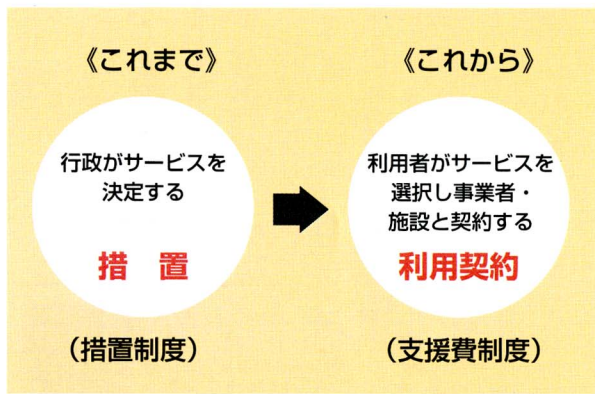 《これまで》
行政がサービスを
決定する
措　置
（措置制度）
《これから》
利用者がサービスを
選択し事業者・
施設と契約する
利用契約
（支援費制度）